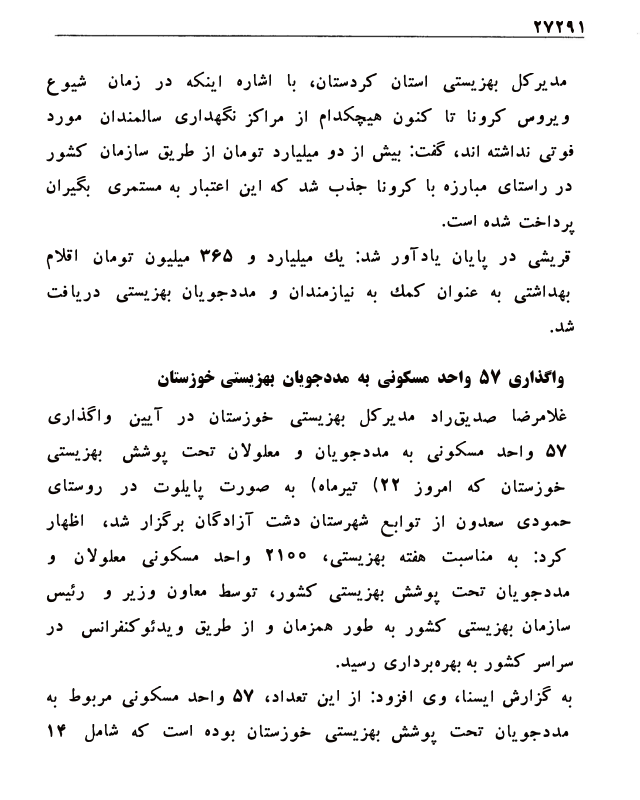 ۲۷۲۹۱
مدیرکل بهزیستی استان کردستان، با اشاره اینکه در زمان شیوع
ویروس کرونا تا کنون هیچکدام از مراکز نگهداری سالمندان مورد
فوتی نداشته اند، گفت: بیش از دو میلیارد تومان از طریق سازمان کشور
در راستای مبارزه با کرونا جذب شد که این اعتبار به مستمری بگیران
پرداخت شده است.
قریشی در پایان یادآور شد: یك میلیارد و ۳۶۵ میلیون تومان اقلام
بهداشتی به عنوان کمك به نیازمندان و مددجویان بهزیستی دریافت
شد.
واگذاری ۵۷ واحد مسکونی به مددجویان بهزیستی خوزستان
غلامرضا صدیق‌راد مدیرکل بهزیستی خوزستان در آیین واگذاری
۵۷ واحد مسکونی به مددجویان و معلولان تحت پوشش بهزیستی
خوزستان که امروز ۲۲) تیرماه) به صورت پایلوت در روستای
حمودی سعدون از توابع شهرستان دشت آزادگان برگزار شد، اظهار
کرد: به مناسبت هفته بهزیستی، ۲۱۰۰ واحد مسکونی معلولان و
مددجویان تحت پوشش بهزیستی کشور، توسط معاون وزیر و رئیس
سازمان بهزیستی کشور به طور همزمان و از طریق ویدئوکنفرانس در
سراسر کشور به بهره‌برداری رسید.
به گزارش ایسنا، وی افزود: از این تعداد، ۵۷ واحد مسکونی مربوط به
مددجویان تحت پوشش بهزیستی خوزستان بوده است که شامل ۱۴